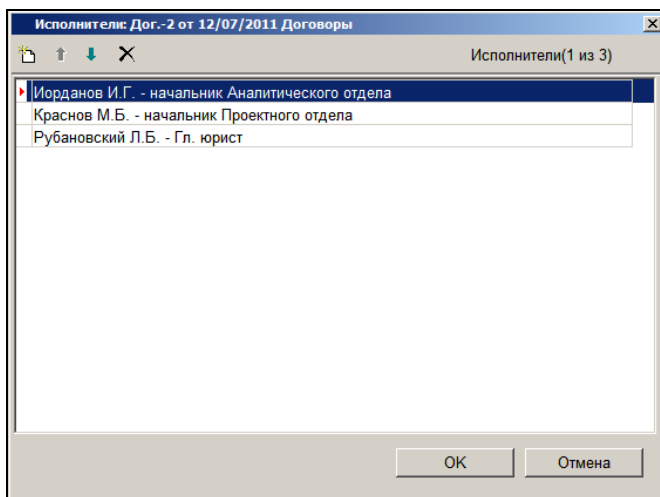 Исполнители: Дог.-2 от 12/07/2011 Договоры
Исполнители(1 из 3)
Иорданов И.Г. - начальник Аналитического отдела
Краснов М.Б. - начальник Проектного отдела
Рубановский Л.Б. - Гл. юрист
OK
Отмена